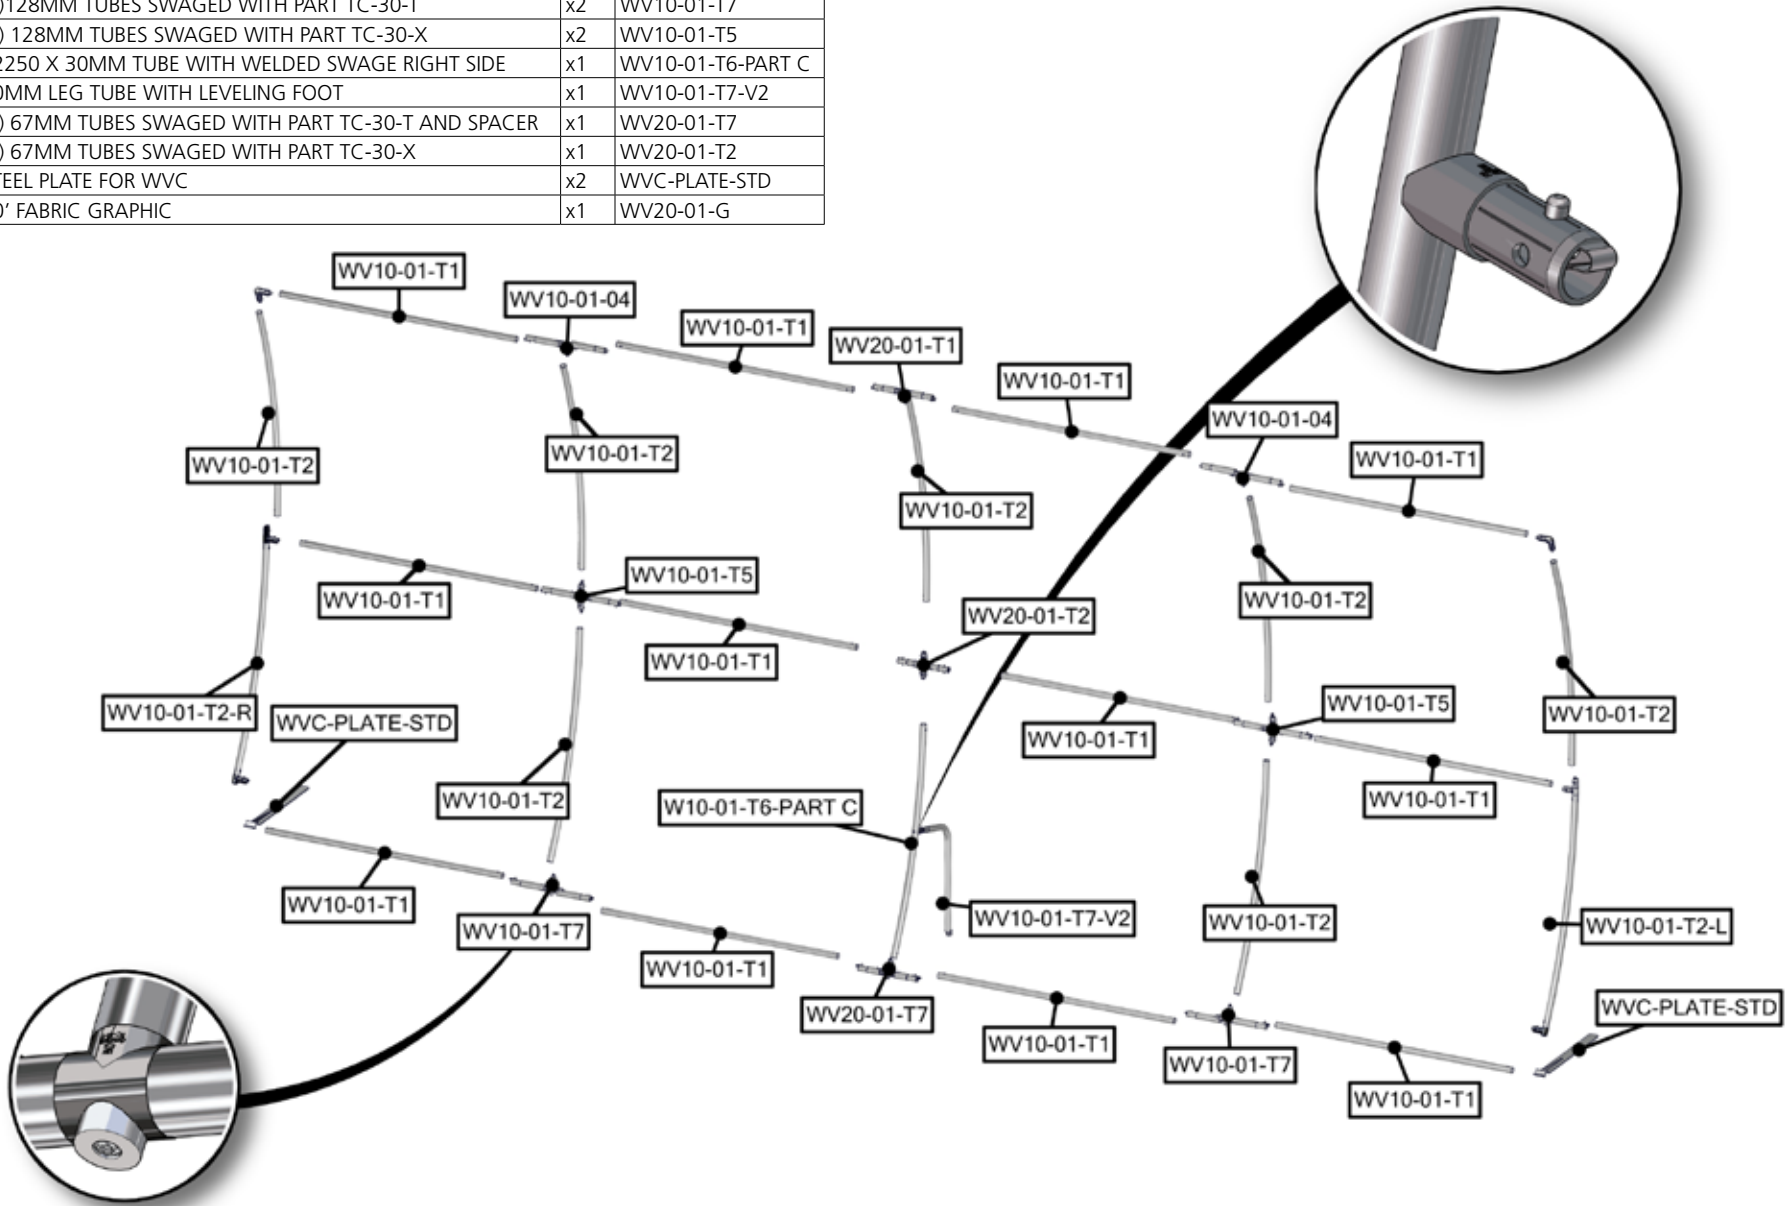 )128MM TUBES SWAGED WITH PART TC-30-T x2 WV10-01-T7
) 128MM TUBES SWAGED WITH PART TC-30-X x2 WV10-01-T5
2250 X 30MM TUBE WITH WELDED SWAGE RIGHT SIDE x1 WV10-01-T6-PART C
0MM LEG TUBE WITH LEVELING FOOT x1 WV10-01-T7-V2
) 67MM TUBES SWAGED WITH PART TC-30-T AND SPACER x1 WV20-01-T7
) 67MM TUBES SWAGED WITH PART TC-30-X x1 WV20-01-T2
TEEL PLATE FOR WVC x2 WVC-PLATE-STD
0' FABRIC GRAPHIC x1 WV20-01-G
WV10-01-T1
WV10-01-04
WV10-01-T1
WV20-01-T1
WV10-01-T1
WV10-01-04
WV10-01-T1
WV10-01-T2
WV10-01-T2
WV10-01-T2
WV10-01-T2
WV10-01-T2
WV10-01-T1
WV10-01-T5
WV10-01-T1
WV20-01-T2
WV10-01-T1
WV10-01-T5
WV10-01-T1
WV10-01-T2-R
WVC-PLATE-STD
WV10-01-T2
W10-01-T6-PART C
WV10-01-T7-V2
WV10-01-T2
WV10-01-T2-L
WV10-01-T1
WV10-01-T7
WV10-01-T1
WV20-01-T7
WV10-01-T1
WV10-01-T7
WV10-01-T1
WVC-PLATE-STD